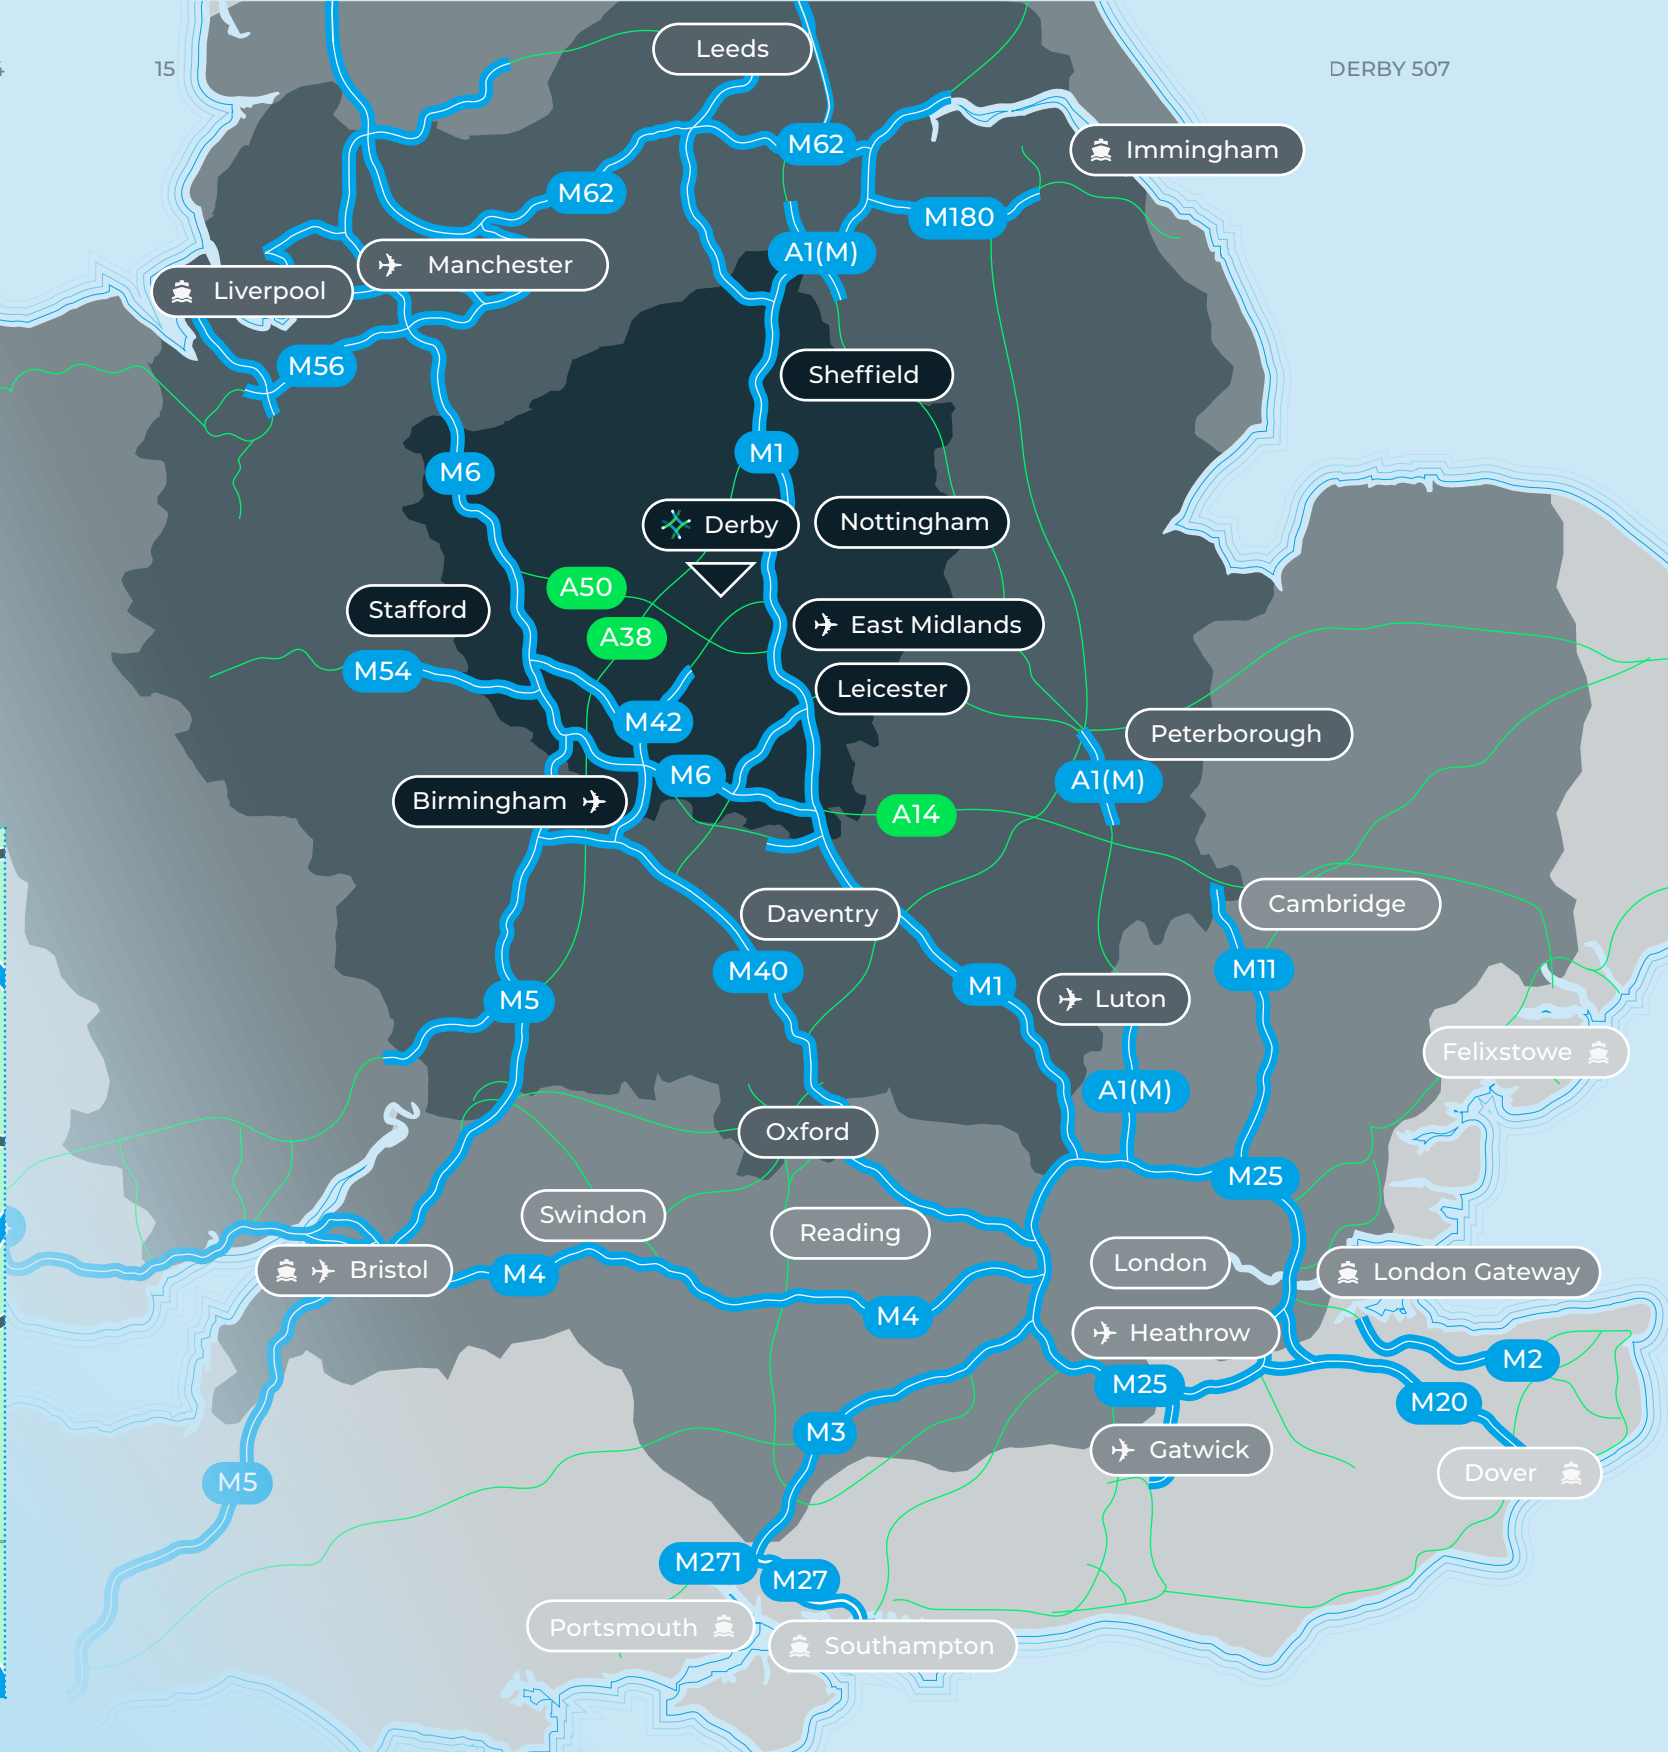 15
DERBY 507
Leeds
M62
Immingham
M62
M180
A1(M)
Manchester
Liverpool
M56
Sheffield
M1
M6
Derby
Nottingham
A50
Stafford
A38
East Midlands
M54
Leicester
M42
Peterborough
M6
A1(M)
Birmingham
A14
Daventry
Cambridge
M40
M11
M1
M5
Luton
Felixstowe
A1(M)
Oxford
M25
Swindon
Reading
London
Bristol
M4
London Gateway
M4
Heathrow
M2
M25
M20
M3
Gatwick
Dover
M5
M271
M27
Portsmouth
Southampton